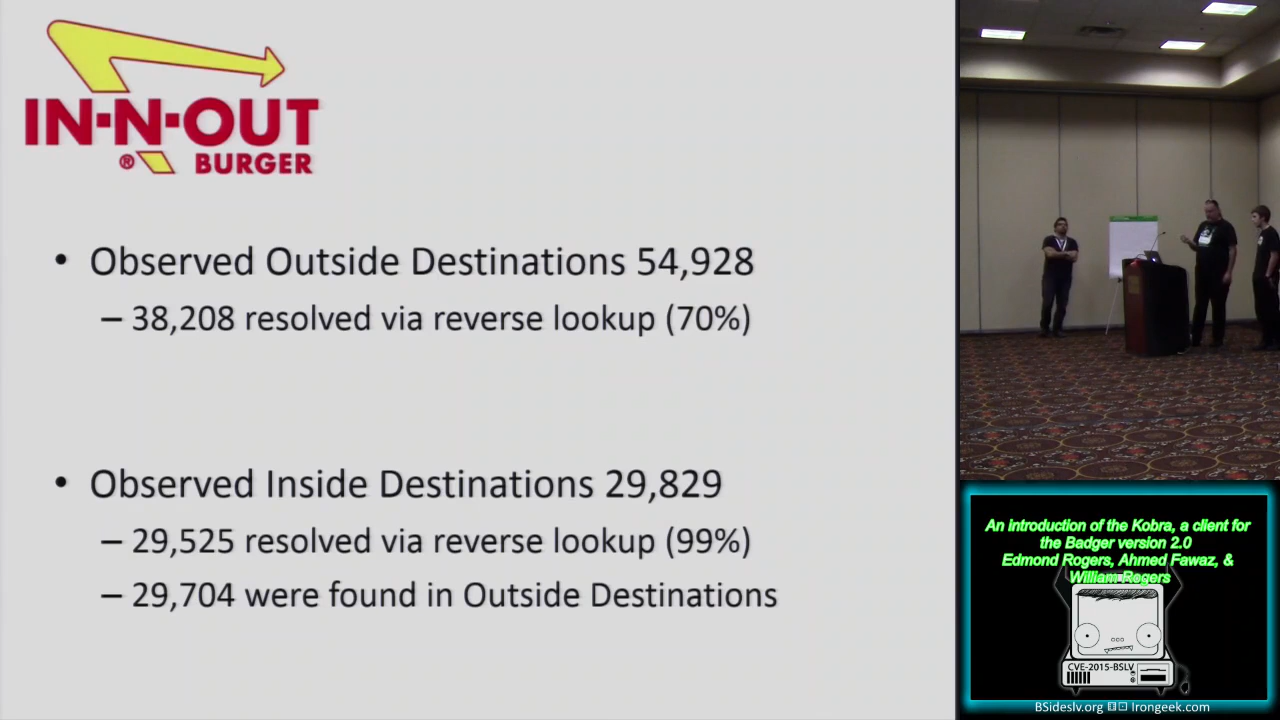 IN-N-OUT
® BURGER
• Observed Outside Destinations 54,928
– 38,208 resolved via reverse lookup (70%)
• Observed Inside Destinations 29,829
– 29,525 resolved via reverse lookup (99%)
– 29,704 were found in Outside Destinations
An introduction of the Kobra, a client for
the Badger version 2.0
Edmond Rogers, Ahmed Fawaz, &
William Rogers
CVE-2015-BSLV
BSideslv.org Irongeek.com